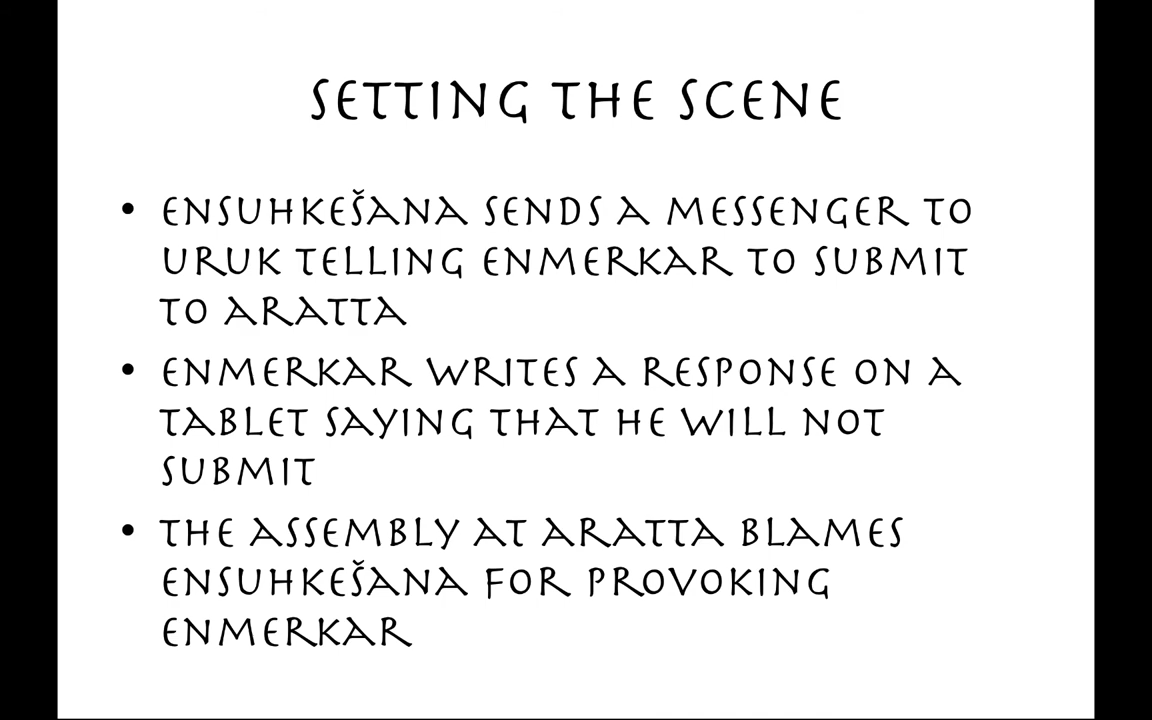 SETTING THE SCENE
• ENSUHKEŠANA SENDS A MESSENGER TO
URUK TELLING ENMERKAR TO SUBMIT
TO ARATTA
• ENMERKAR WRITES A RESPONSE ON A
TABLET SAYING THAT HE WILL NOT
SUBMIT
• THE ASSEMBLY AT ARATTA BLAMES
ENSUHKEŠANA FOR PROVOKING
ENMERKAR